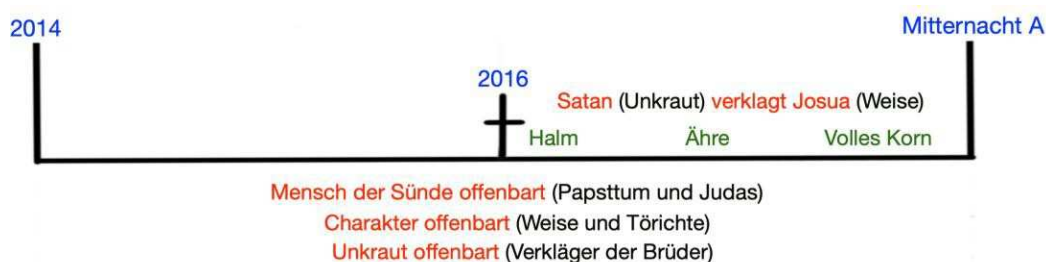 2014
Mitternacht A
2016
Satan (Unkraut) verklagt Josua (Weise)
Halm Ähre Volles Korn
Mensch der Sünde offenbart (Papsttum und Judas)
Charakter offenbart (Weise und Törichte)
Unkraut offenbart (Verkläger der Brüder)